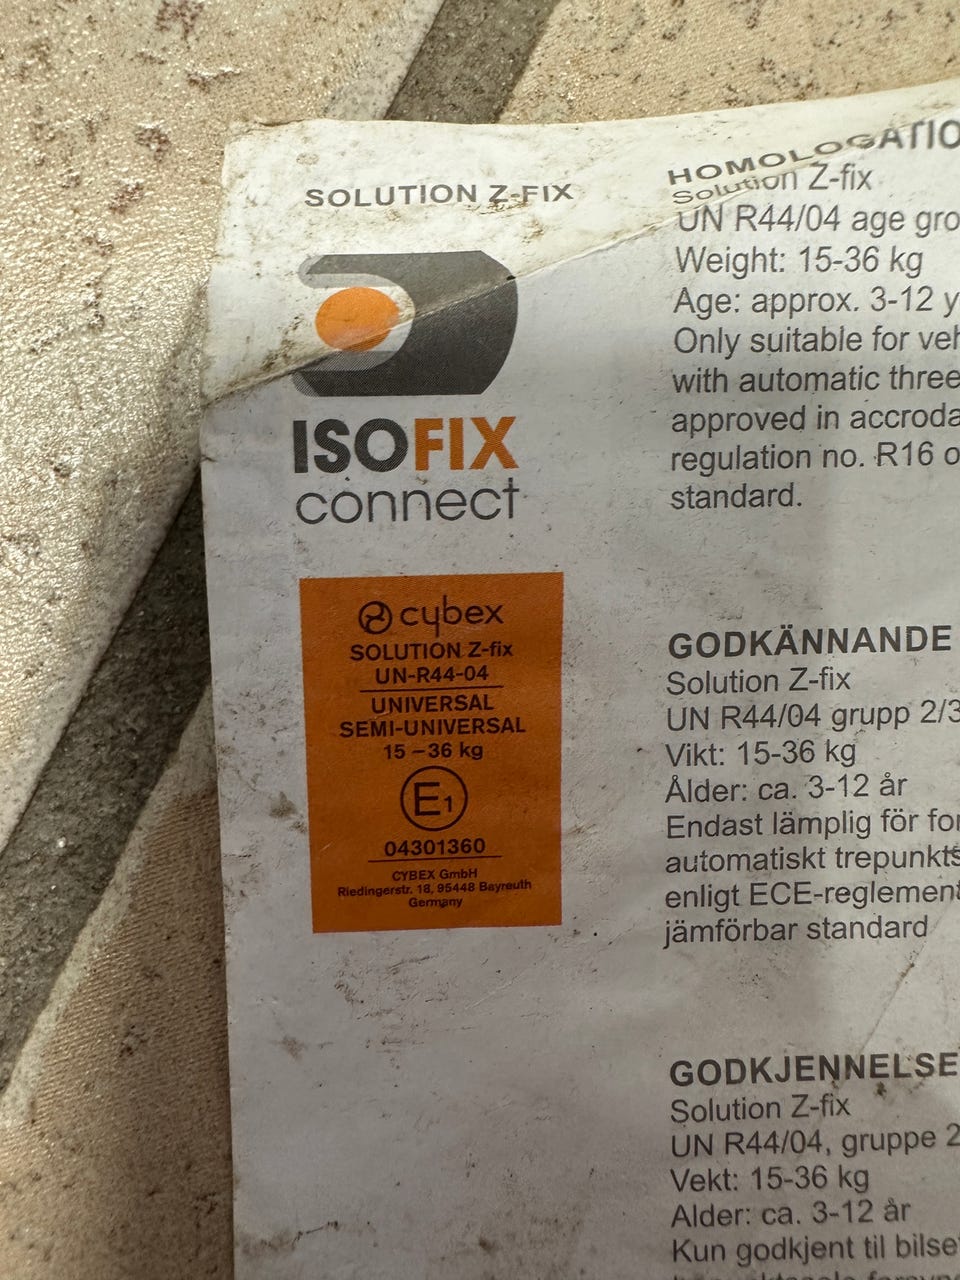 SOLUTION Z-FIX
ISOFIX
connect
cybex
SOLUTION Z-fix
UN-R44-04
UNIVERSAL
SEMI-UNIVERSAL
15 – 36 kg
E1
04301360
CYBEX GmbH
Riedingerstr. 18, 95448 Bayreuth
Germany
HOMOLOGATIO
Solution Z-fix
UN R44/04 age gro
Weight: 15-36 kg
Age: approx. 3-12 y
Only suitable for veh
with automatic three
approved in accroda
regulation no. R16 o
standard.
GODKÄNNANDE
Solution Z-fix
UN R44/04 grupp 2/3
Vikt: 15-36 kg
Ålder: ca. 3-12 år
Endast lämplig för for
automatiskt trepunkts
enligt ECE-reglement
jämförbar standard
GODKJENNELSE
Solution Z-fix
UN R44/04, gruppe 2
Vekt: 15-36 kg
Alder: ca. 3-12 år
Kun godkjent til bilse